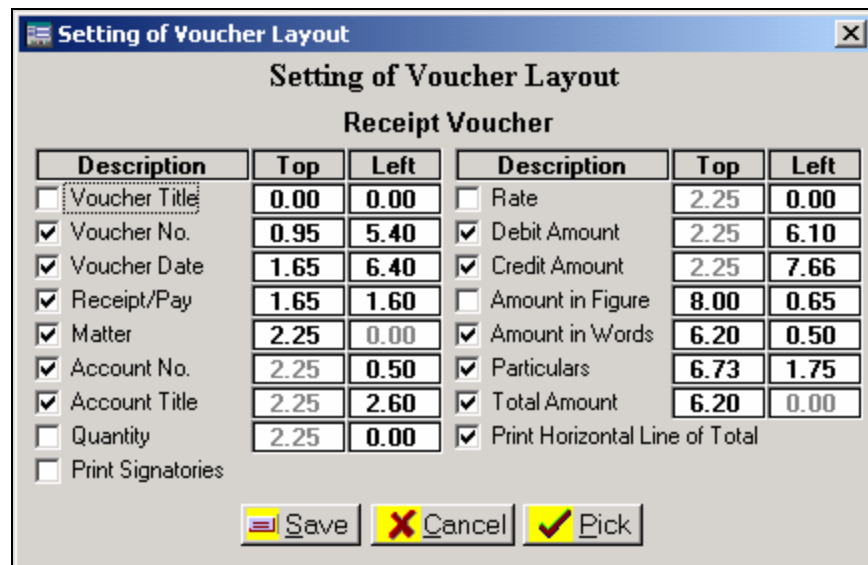 Setting of Voucher Layout
Setting of Voucher Layout
Receipt Voucher
Description Top Left Description Top Left
Voucher Title 0.00 0.00 Rate 2.25 0.00
Voucher No. 0.95 5.40 Debit Amount 2.25 6.10
Voucher Date 1.65 6.40 Credit Amount 2.25 7.66
Receipt/Pay 1.65 1.60 Amount in Figure 8.00 0.65
Matter 2.25 0.00 Amount in Words 6.20 0.50
Account No. 2.25 0.50 Particulars 6.73 1.75
Account Title 2.25 2.60 Total Amount 6.20 0.00
Quantity 2.25 0.00 Print Horizontal Line of Total
Print Signatories
Save Cancel Pick